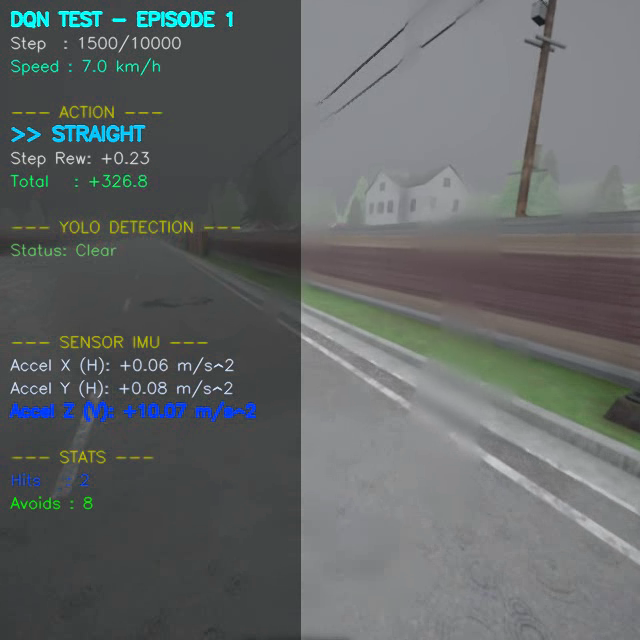 DQN TEST - EPISODE 1
Step : 1500/10000
Speed : 7.0 km/h
--- ACTION ---
>> STRAIGHT
Step Rew: +0.23
Total : +326.8
--- YOLO DETECTION ---
Status: Clear
--- SENSOR IMU ---
Accel X (H): +0.06 m/s^2
Accel Y (H): +0.08 m/s^2
Accel Z (V): +10.07 m/s^2
--- STATS ---
Hits : 2
Avoids : 8